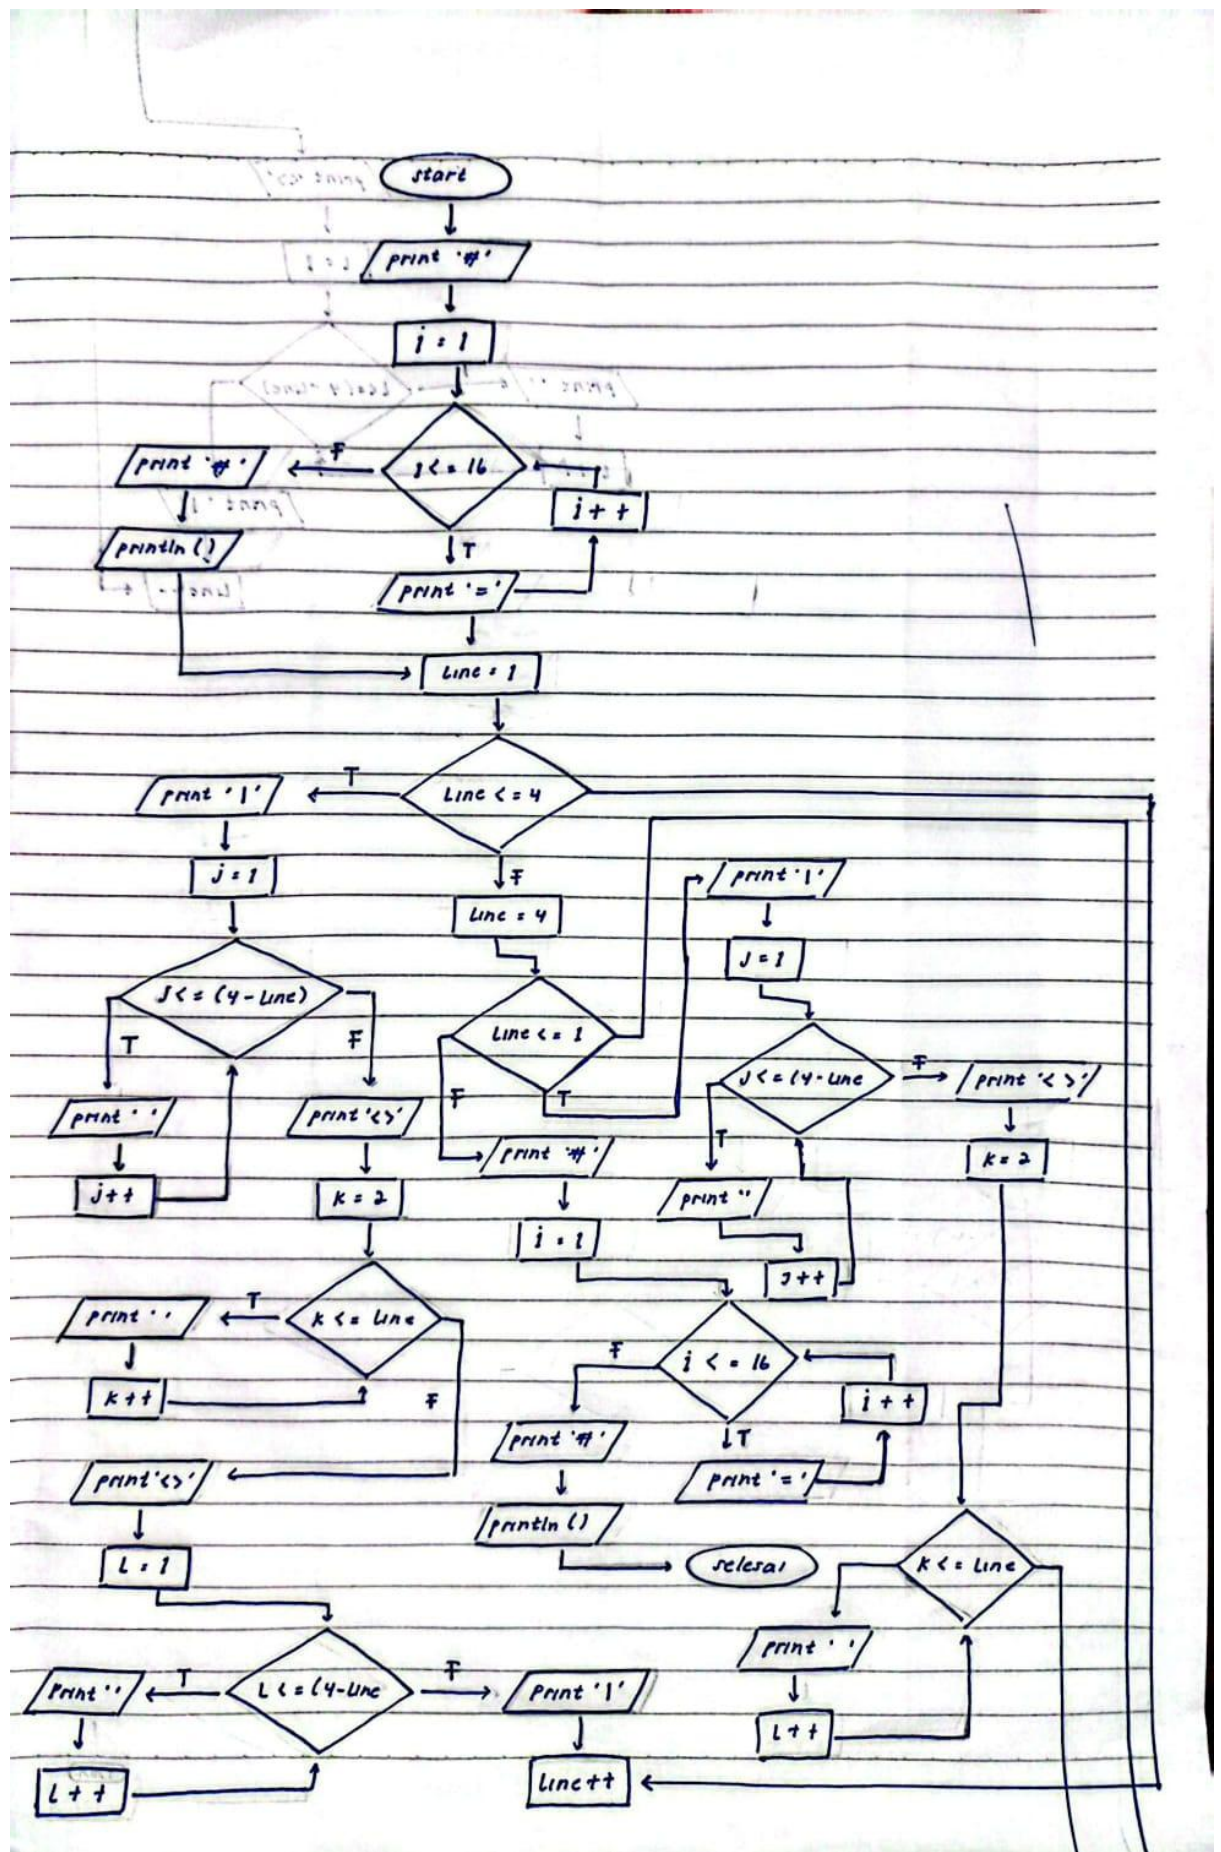 start
print '#'
i = 1
i <= 16
F
print '#'
i++
println()
T
print '='
Line = 1
Line <= 4
T
print '|'
j = 1
F
Line = 4
print '|'
J = 1
J <= (4-Line)
T
F
Line <= 1
F
T
J <= (4-Line
F
print '<>'
T
print ' '
j++
print '<>'
K = 2
print '#'
i = 1
print ''
J++
K = 2
K <= Line
T
print ' '
K++
F
i <= 16
F
i++
T
print '='
print '#'
println()
selesai
print '<>'
L = 1
K <= Line
print ' '
L++
L <= (4-Line
T
print ' '
L++
F
print '|'
Line++